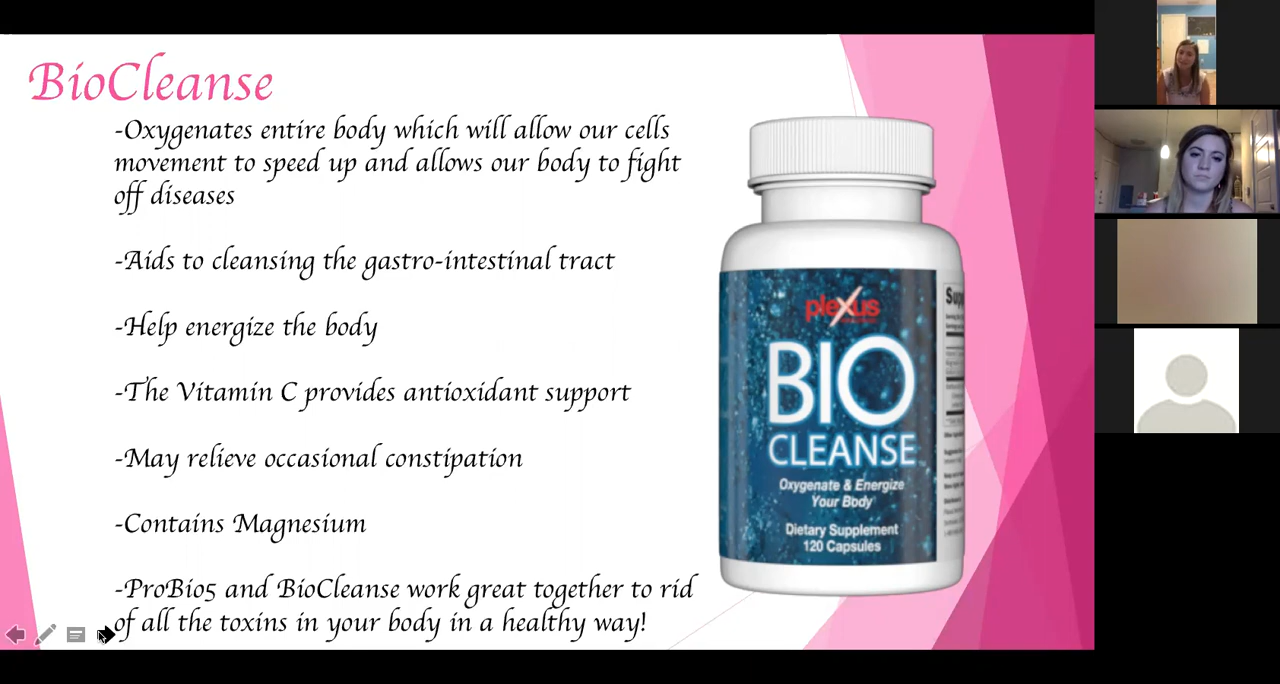 BioCleanse
-Oxygenates entire body which will allow our cells
movement to speed up and allows our body to fight
off diseases
-Aids to cleansing the gastro-intestinal tract
-Help energize the body
-The Vitamin C provides antioxidant support
-May relieve occasional constipation
-Contains Magnesium
-ProBio5 and BioCleanse work great together to rid
of all the toxins in your body in a healthy way!
plexus
BIO
CLEANSE
Oxygenate & Energize
Your Body
Dietary Supplement
120 Capsules